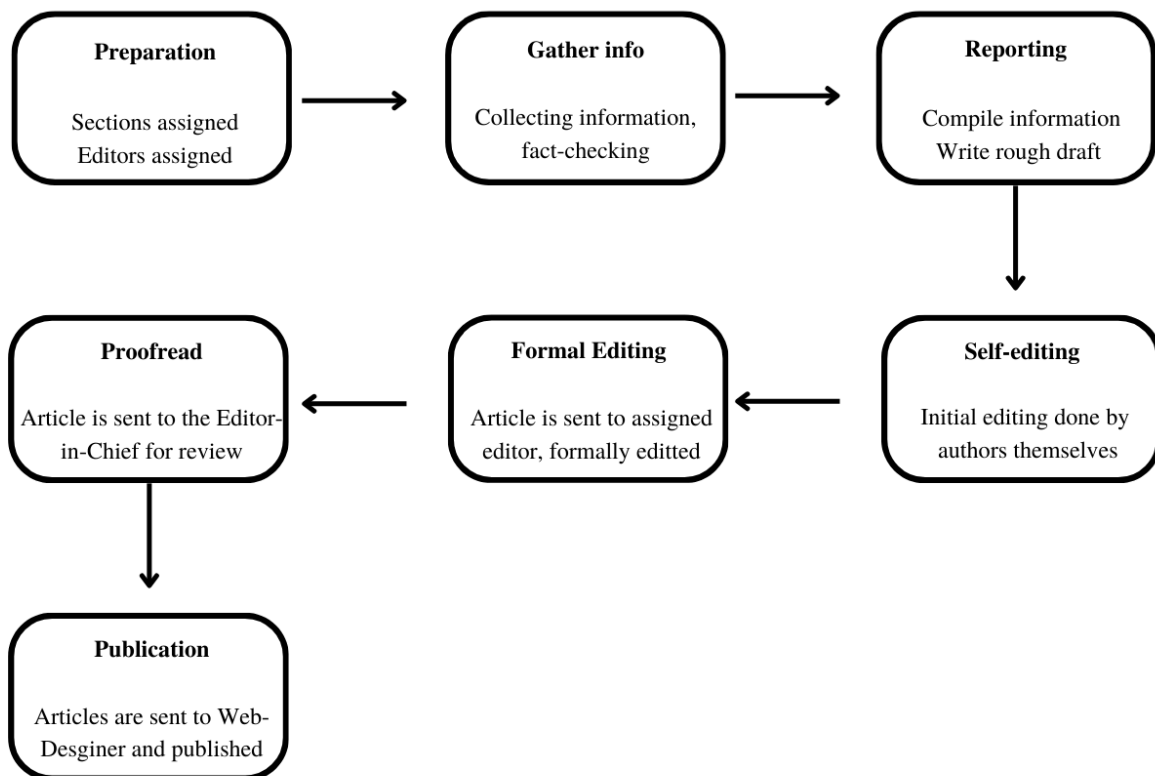 Preparation
Sections assigned
Editors assigned
Gather info
Collecting information,
fact-checking
Reporting
Compile information
Write rough draft
Self-editing
Initial editing done by
authors themselves
Formal Editing
Article is sent to assigned
editor, formally editted
Proofread
Article is sent to the Editor-
in-Chief for review
Publication
Articles are sent to Web-
Desginer and published